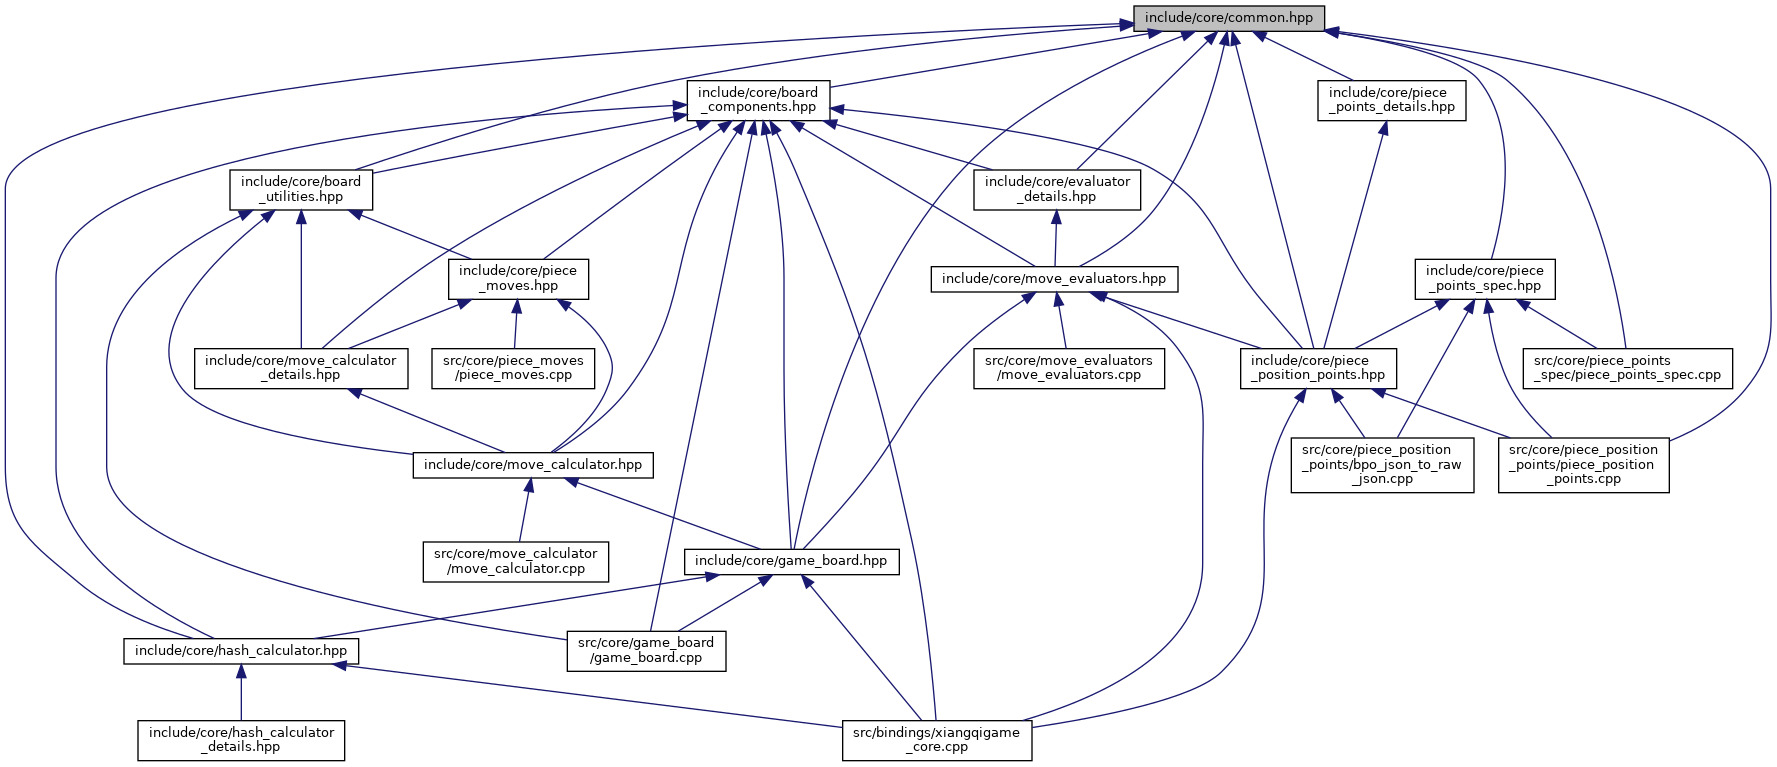 include/core/common.hpp
include/core/board
_components.hpp
include/core/piece
_points_details.hpp
include/core/board
_utilities.hpp
include/core/evaluator
_details.hpp
include/core/piece
_moves.hpp
include/core/move_evaluators.hpp
include/core/piece
_points_spec.hpp
include/core/move_calculator
_details.hpp
src/core/piece_moves
/piece_moves.cpp
src/core/move_evaluators
/move_evaluators.cpp
include/core/piece
_position_points.hpp
src/core/piece_points
_spec/piece_points_spec.cpp
include/core/move_calculator.hpp
src/core/piece_position
_points/bpo_json_to_raw
_json.cpp
src/core/piece_position
_points/piece_position
_points.cpp
src/core/move_calculator
/move_calculator.cpp
include/core/game_board.hpp
include/core/hash_calculator.hpp
src/core/game_board
/game_board.cpp
include/core/hash_calculator
_details.hpp
src/bindings/xiangqigame
_core.cpp